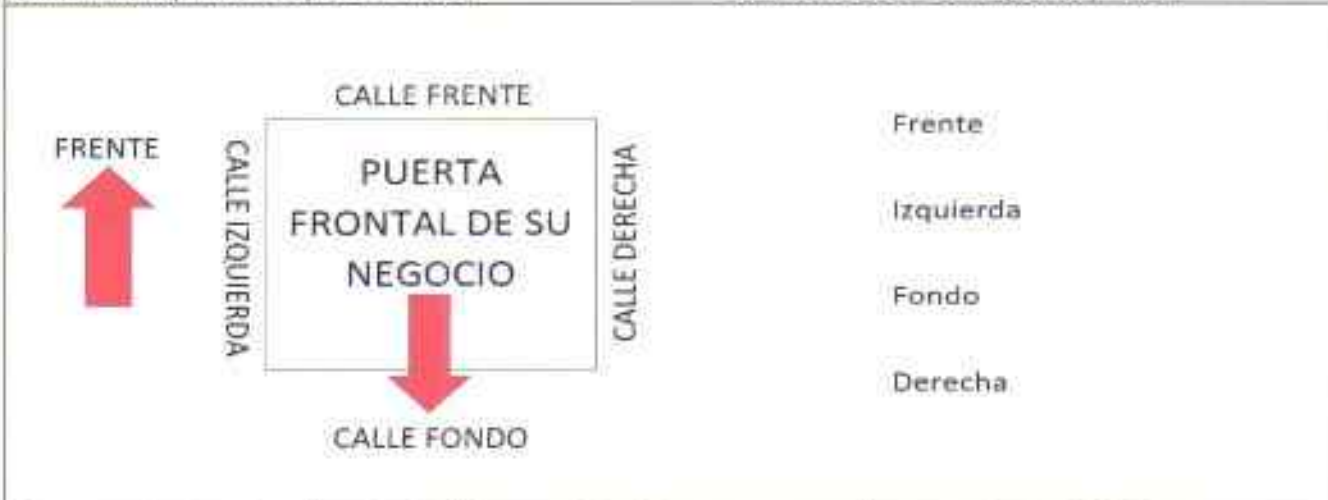 CALLE FRENTE
FRENTE
CALLE IZQUIERDA
PUERTA
FRONTAL DE SU
NEGOCIO
CALLE DERECHA
CALLE FONDO
Frente
Izquierda
Fondo
Derecha